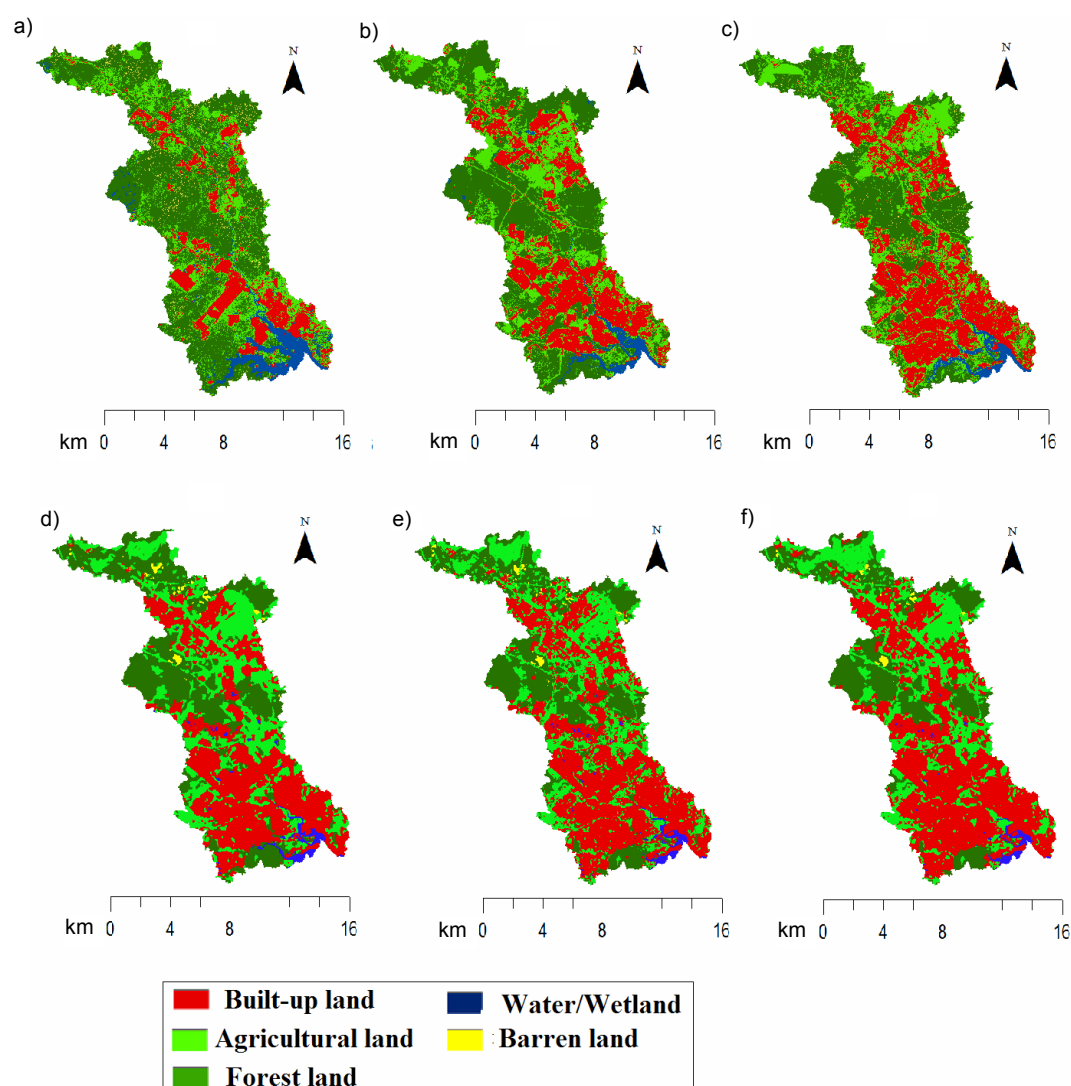 a)
b)
c)
N
N
N
km 0 4 8 16
km 0 4 8 16
km 0 4 8 16
d)
e)
f)
N
N
N
km 0 4 8 16
km 0 4 8 16
km 0 4 8 16
Built-up land
Water/Wetland
Agricultural land
Barren land
Forest land